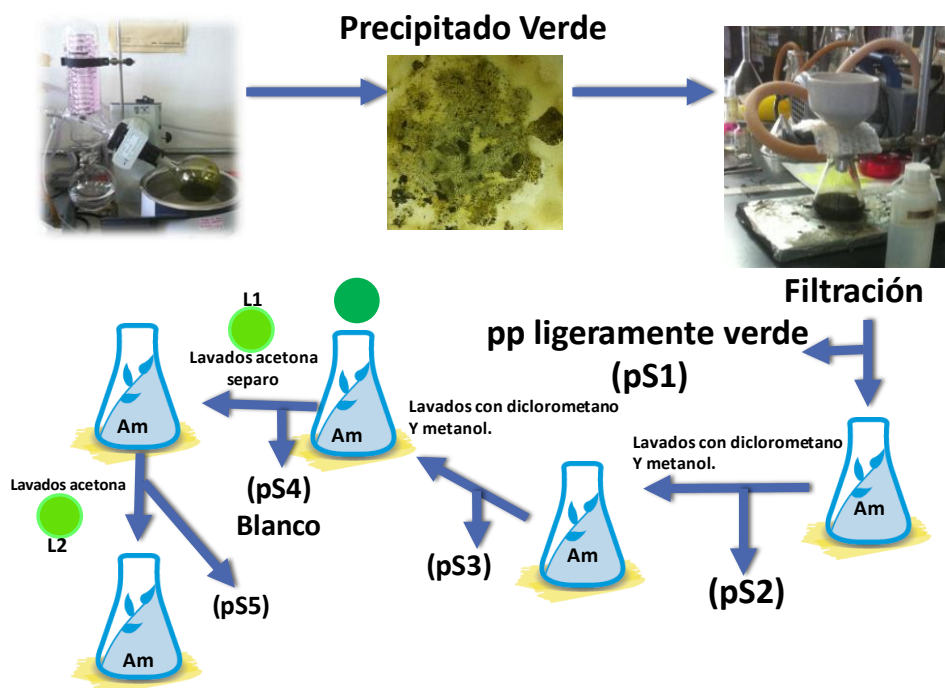 Precipitado Verde
Filtración
pp ligeramente verde
(pS1)
L1
Lavados acetona
separo
Am
Am
Lavados con diclorometano
Y metanol.
Lavados con diclorometano
Y metanol.
Am
Am
(pS4)
Blanco
Lavados acetona
L2
(pS3)
(pS2)
(pS5)
Am